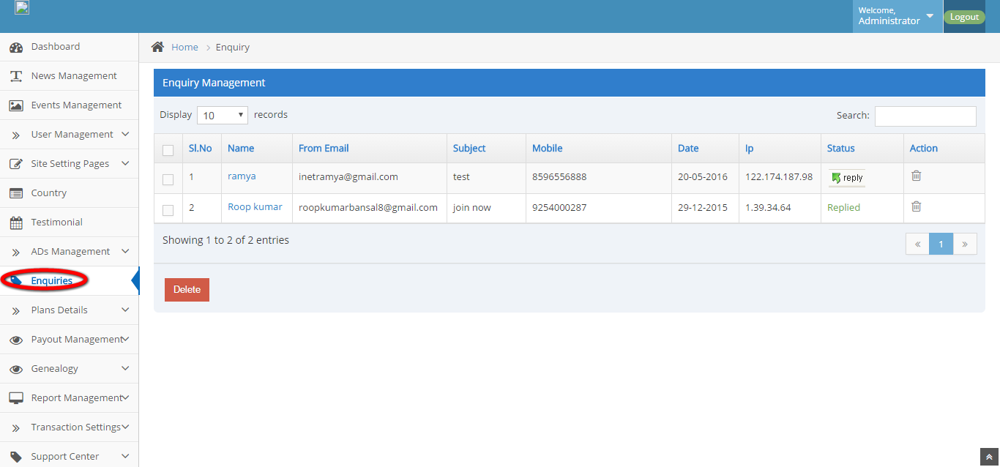 Welcome,
Administrator
Logout
Dashboard
News Management
Events Management
User Management
Site Setting Pages
Country
Testimonial
ADs Management
Enquiries
Plans Details
Payout Management
Genealogy
Report Management
Transaction Settings
Support Center
Home > Enquiry
Enquiry Management
Display 10 records
Search:
Sl.No Name From Email Subject Mobile Date Ip Status Action
1 ramya inetramya@gmail.com test 8596556888 20-05-2016 122.174.187.98 reply
2 Roop kumar roopkumarbansal8@gmail.com join now 9254000287 29-12-2015 1.39.34.64 Replied
Showing 1 to 2 of 2 entries
« 1 »
Delete